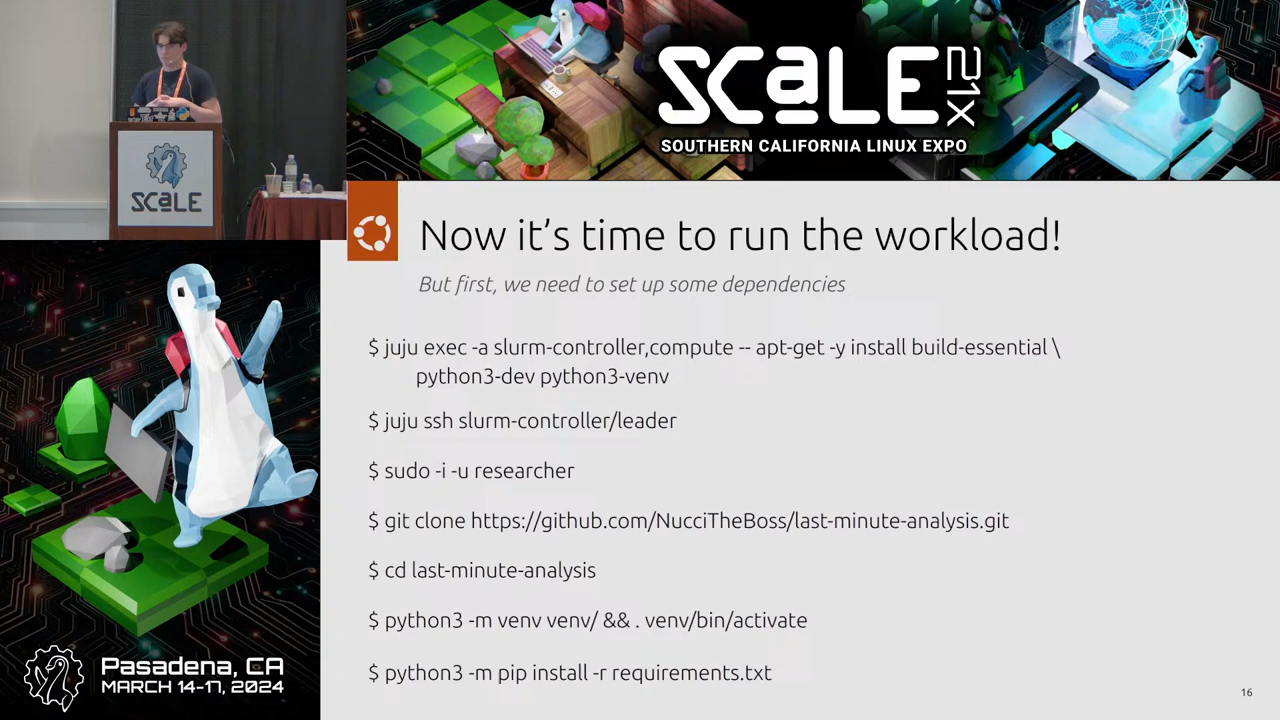 SCaLE 21X
SOUTHERN CALIFORNIA LINUX EXPO
SCaLE
Now it's time to run the workload!
But first, we need to set up some dependencies
$ juju exec -a slurm-controller,compute -- apt-get -y install build-essential \
python3-dev python3-venv
$ juju ssh slurm-controller/leader
$ sudo -i -u researcher
$ git clone https://github.com/NucciTheBoss/last-minute-analysis.git
$ cd last-minute-analysis
$ python3 -m venv venv/ && . venv/bin/activate
$ python3 -m pip install -r requirements.txt
Pasadena, CA
MARCH 14-17, 2024
16